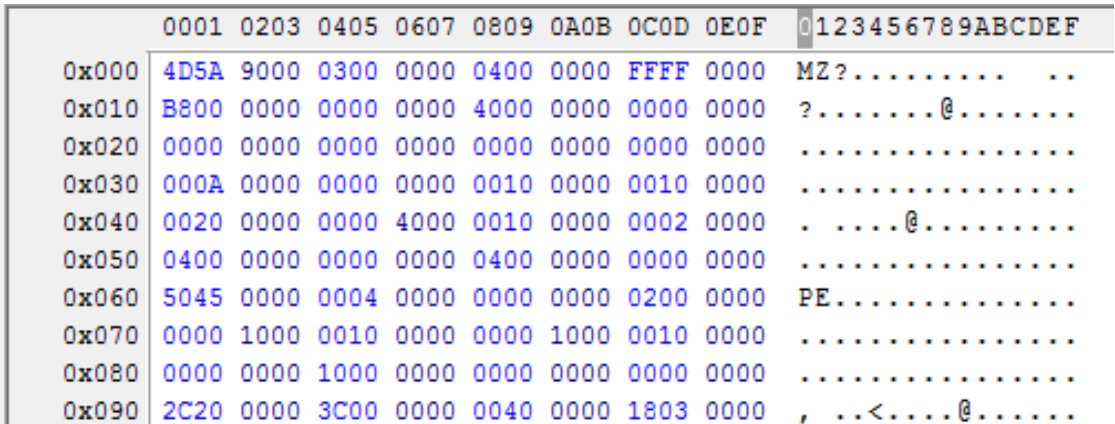 0001 0203 0405 0607 0809 0A0B 0C0D 0E0F 0123456789ABCDEF
0x000 4D5A 9000 0300 0000 0400 0000 FFFF 0000 MZ?......... ..
0x010 B800 0000 0000 0000 4000 0000 0000 0000 ?.......@.......
0x020 0000 0000 0000 0000 0000 0000 0000 0000 ................
0x030 000A 0000 0000 0010 0000 0010 0000 ................
0x040 0020 0000 0000 4000 0010 0000 0002 0000 . ....@.........
0x050 0400 0000 0000 0000 0400 0000 0000 0000 ................
0x060 5045 0000 0004 0000 0000 0000 0200 0000 PE..............
0x070 0000 1000 0010 0000 0000 1000 0010 0000 ................
0x080 0000 0000 1000 0000 0000 0000 0000 0000 ................
0x090 2C20 0000 3C00 0000 0040 0000 1803 0000 , ..<....@......